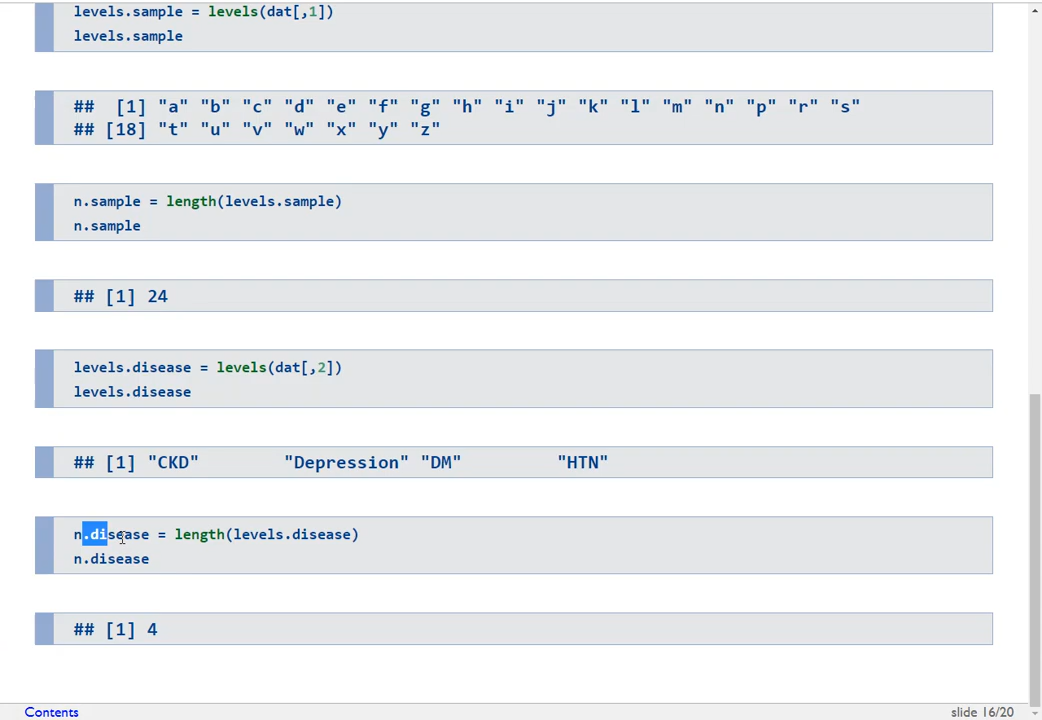 levels.sample = levels(dat[,1])
levels.sample
##  [1] "a" "b" "c" "d" "e" "f" "g" "h" "i" "j" "k" "l" "m" "n" "p" "r" "s"
## [18] "t" "u" "v" "w" "x" "y" "z"
n.sample = length(levels.sample)
n.sample
## [1] 24
levels.disease = levels(dat[,2])
levels.disease
## [1] "CKD"        "Depression" "DM"         "HTN"
n.disease = length(levels.disease)
n.disease
## [1] 4
Contents
slide 16/20